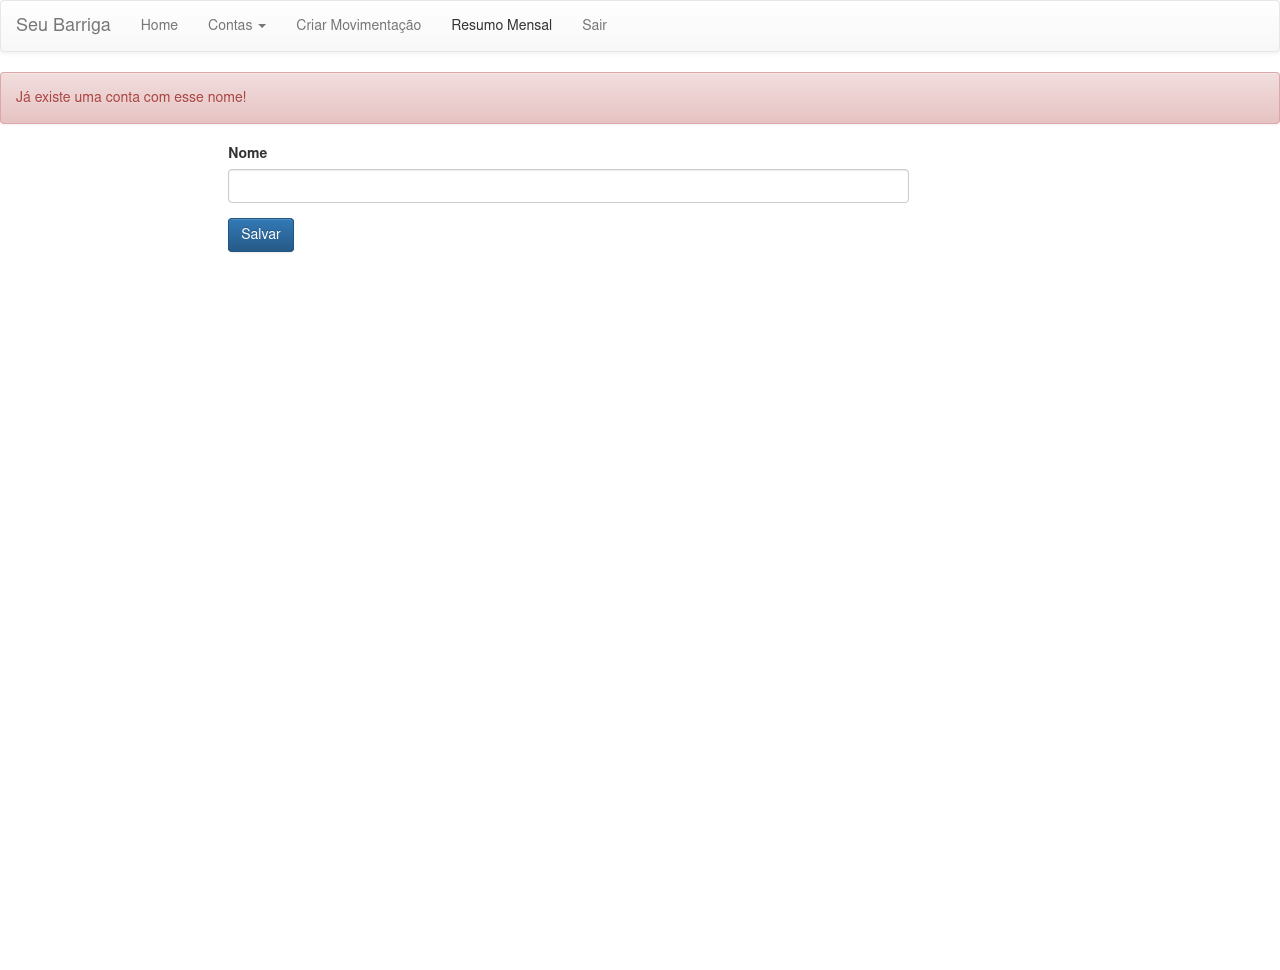 Seu Barriga Home Contas Criar Movimentação Resumo Mensal Sair
Já existe uma conta com esse nome!
Nome
Salvar